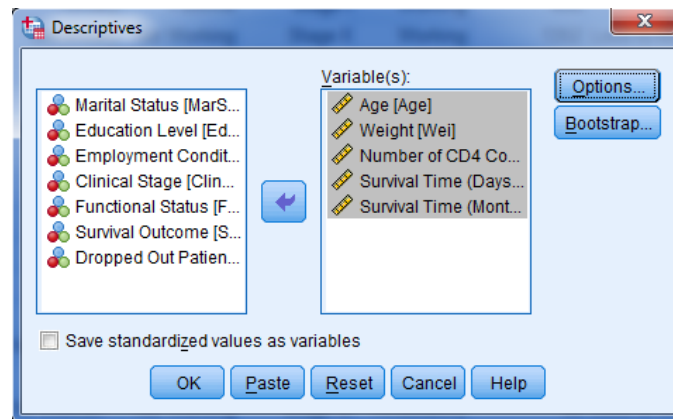 Descriptives
Variable(s):
Marital Status [MarS...
Education Level [Ed...
Employment Condit...
Clinical Stage [Clin...
Functional Status [F...
Survival Outcome [S...
Dropped Out Patien...
Age [Age]
Weight [Wei]
Number of CD4 Co...
Survival Time (Days...
Survival Time (Mont...
Options...
Bootstrap...
Save standardized values as variables
OK Paste Reset Cancel Help